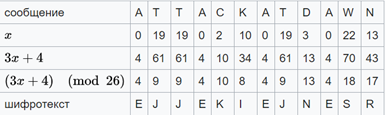 сообщение A T T A C K A T D A W N
x 0 19 19 0 2 10 0 19 3 0 22 13
3x + 4 4 61 61 4 10 34 4 61 13 4 70 43
(3x + 4) (mod 26) 4 9 9 4 10 8 4 9 13 4 18 17
шифротекст E J J E K I E J N E S R